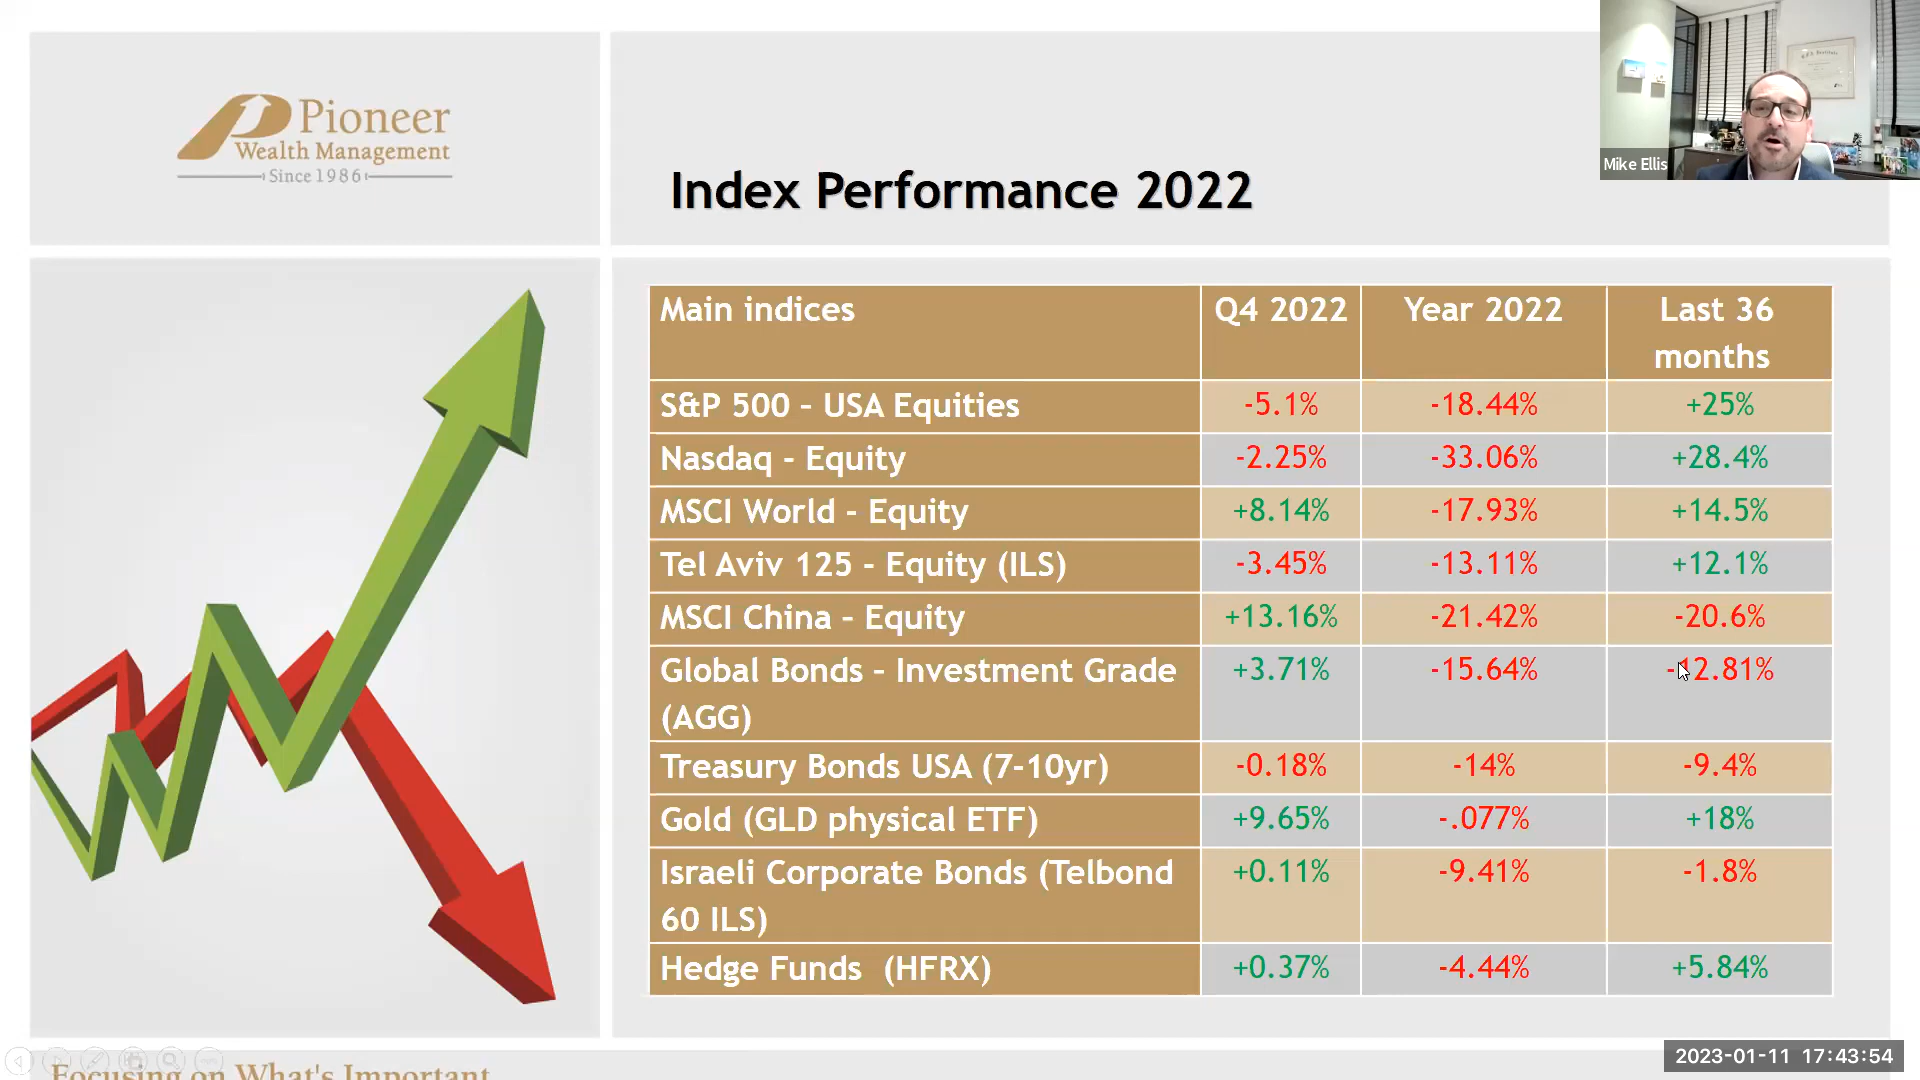 Pioneer
Wealth Management
Since 1986
Index Performance 2022
Mike Ellis
Main indices Q4 2022 Year 2022 Last 36
months
S&P 500 – USA Equities -5.1% -18.44% +25%
Nasdaq - Equity -2.25% -33.06% +28.4%
MSCI World - Equity +8.14% -17.93% +14.5%
Tel Aviv 125 - Equity (ILS) -3.45% -13.11% +12.1%
MSCI China – Equity +13.16% -21.42% -20.6%
Global Bonds – Investment Grade +3.71% -15.64% -12.81%
(AGG)
Treasury Bonds USA (7-10yr) -0.18% -14% -9.4%
Gold (GLD physical ETF) +9.65% -.077% +18%
Israeli Corporate Bonds (Telbond +0.11% -9.41% -1.8%
60 ILS)
Hedge Funds (HFRX) +0.37% -4.44% +5.84%
Focusing on What's Important
2023-01-11 17:43:54